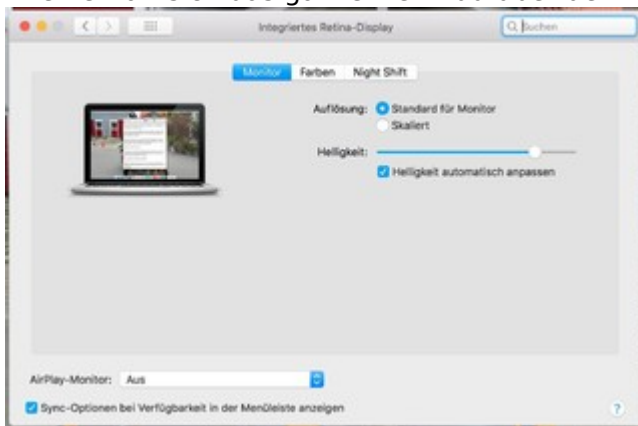 Integriertes Retina-Display
Suchen
Monitor Farben Night Shift
Auflösung: Standard für Monitor
Skaliert
Helligkeit:
Helligkeit automatisch anpassen
AirPlay-Monitor: Aus
Sync-Optionen bei Verfügbarkeit in der Menüleiste anzeigen
?